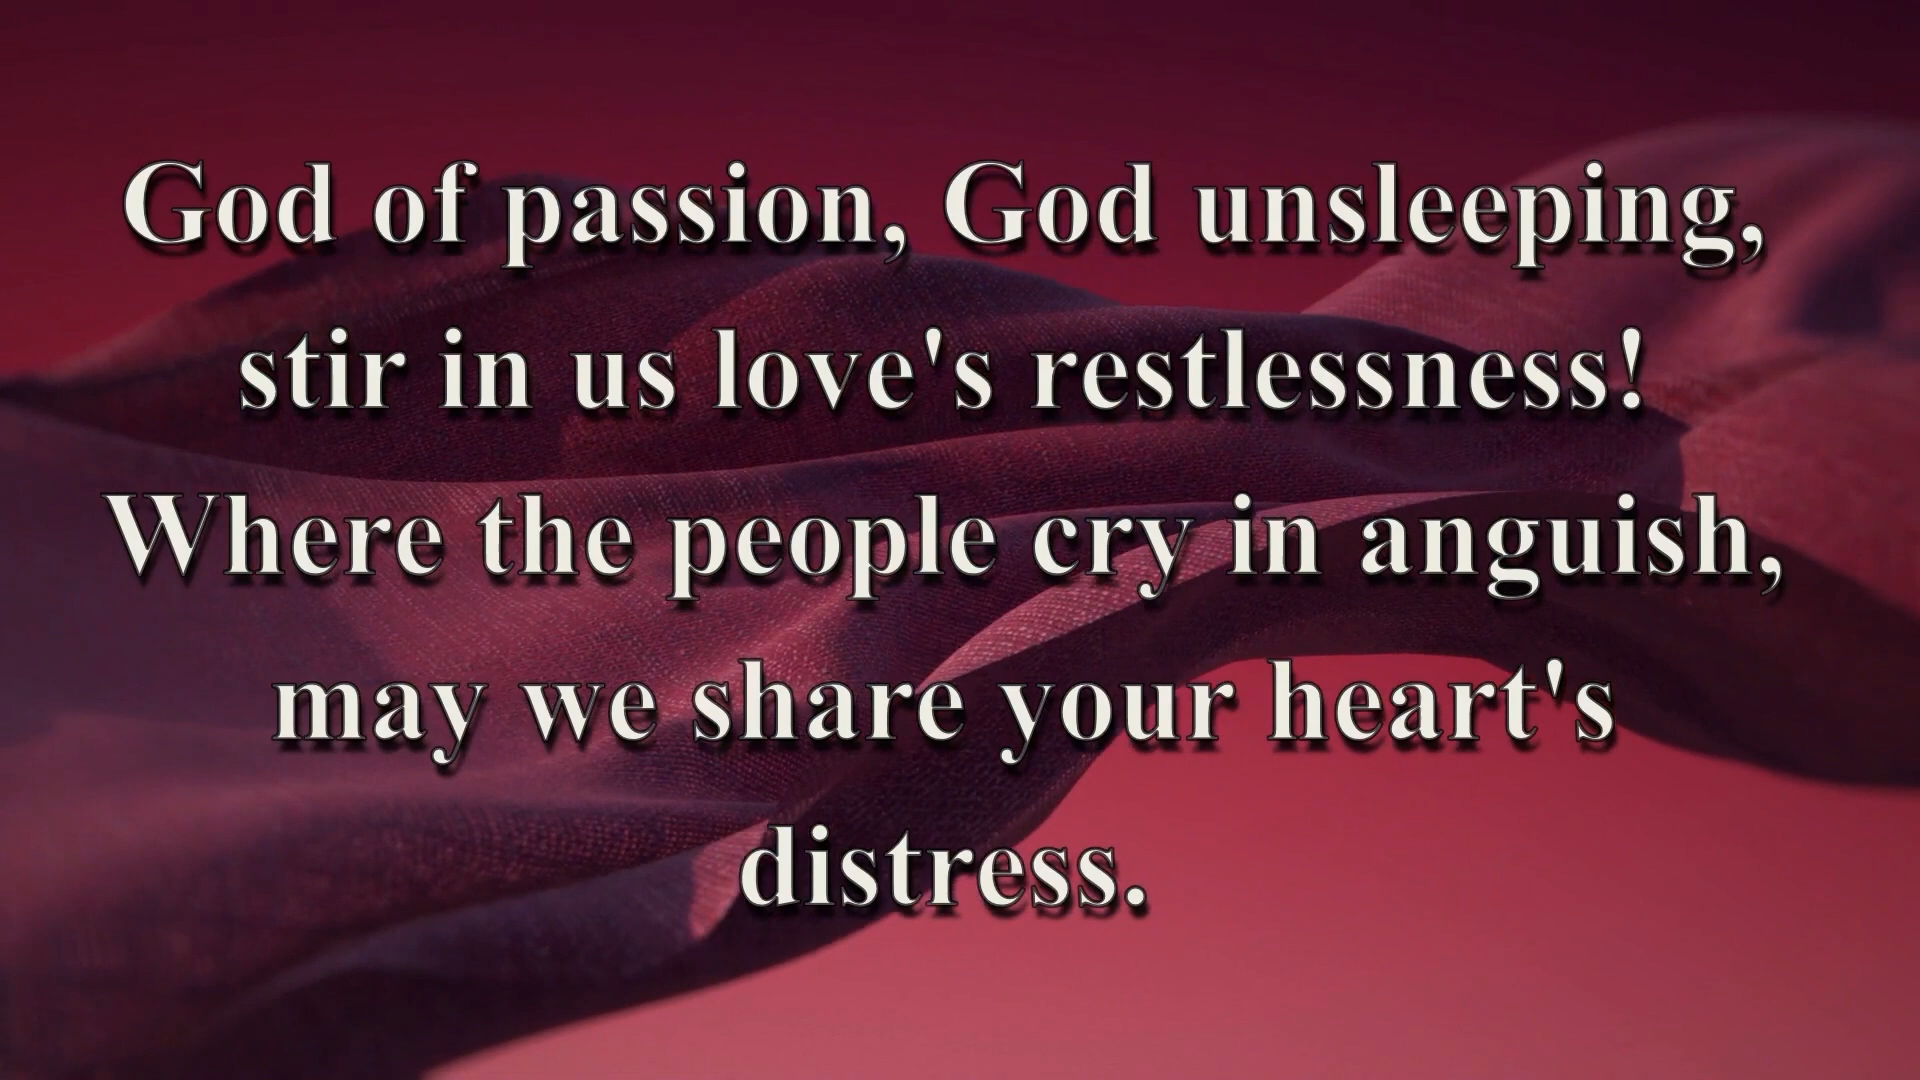 God of passion, God unsleeping,
stir in us love's restlessness!
Where the people cry in anguish,
may we share your heart's
distress.